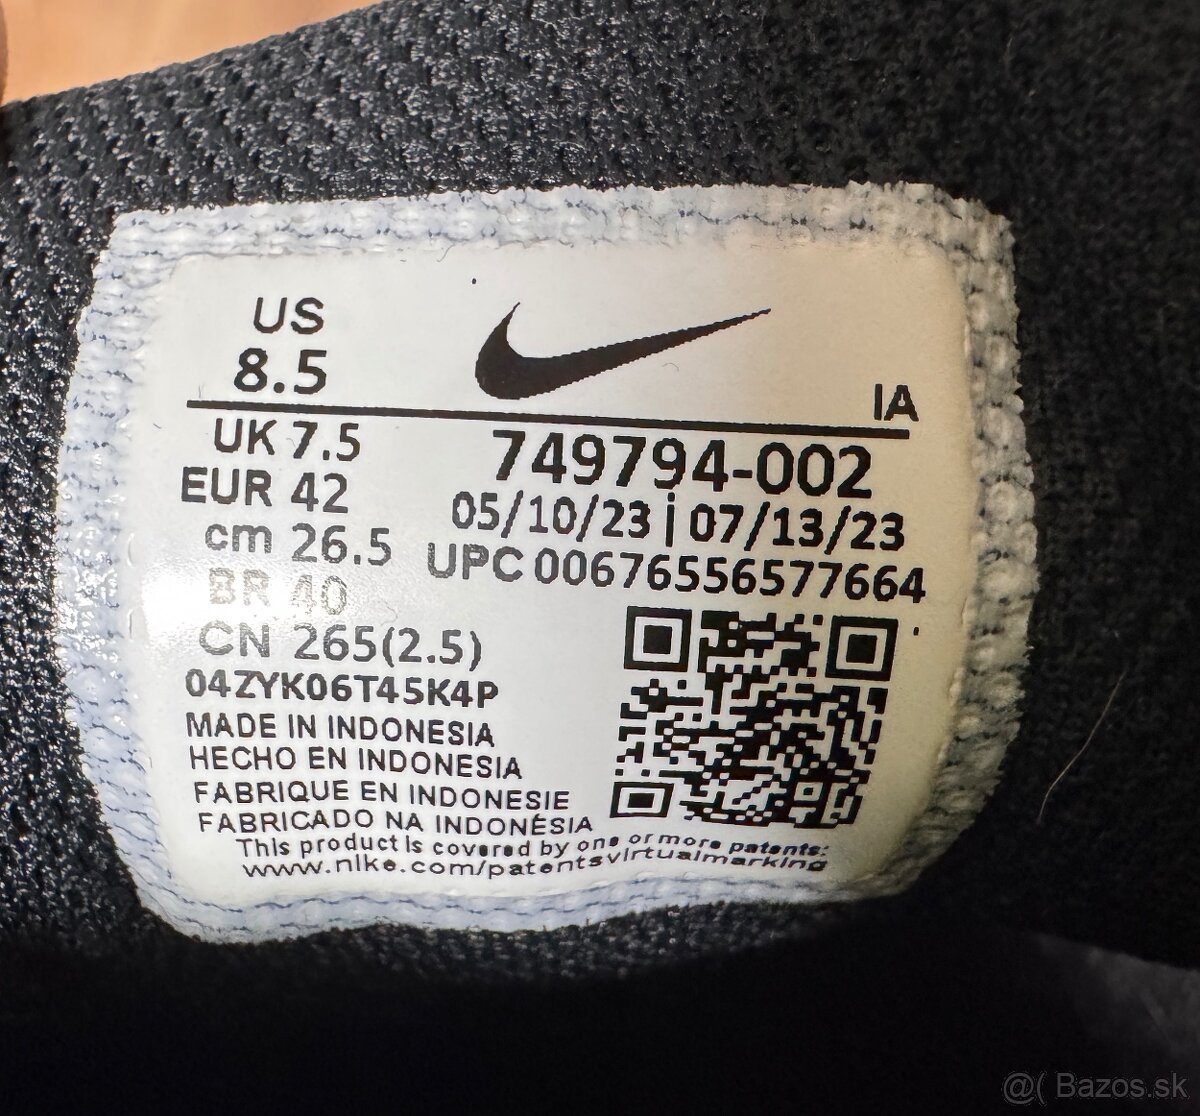 US
8.5
IA
UK 7.5
EUR 42
cm 26.5
BR 40
CN 265(2.5)
749794-002
05/10/23 | 07/13/23
UPC 00676556577664
04ZYK06T45K4P
MADE IN INDONESIA
HECHO EN INDONESIA
FABRIQUE EN INDONESIE
FABRICADO NA INDONÉSIA
This product is covered by one or more patents:
www.nike.com/patentsvirtualmarking
@( Bazos.sk